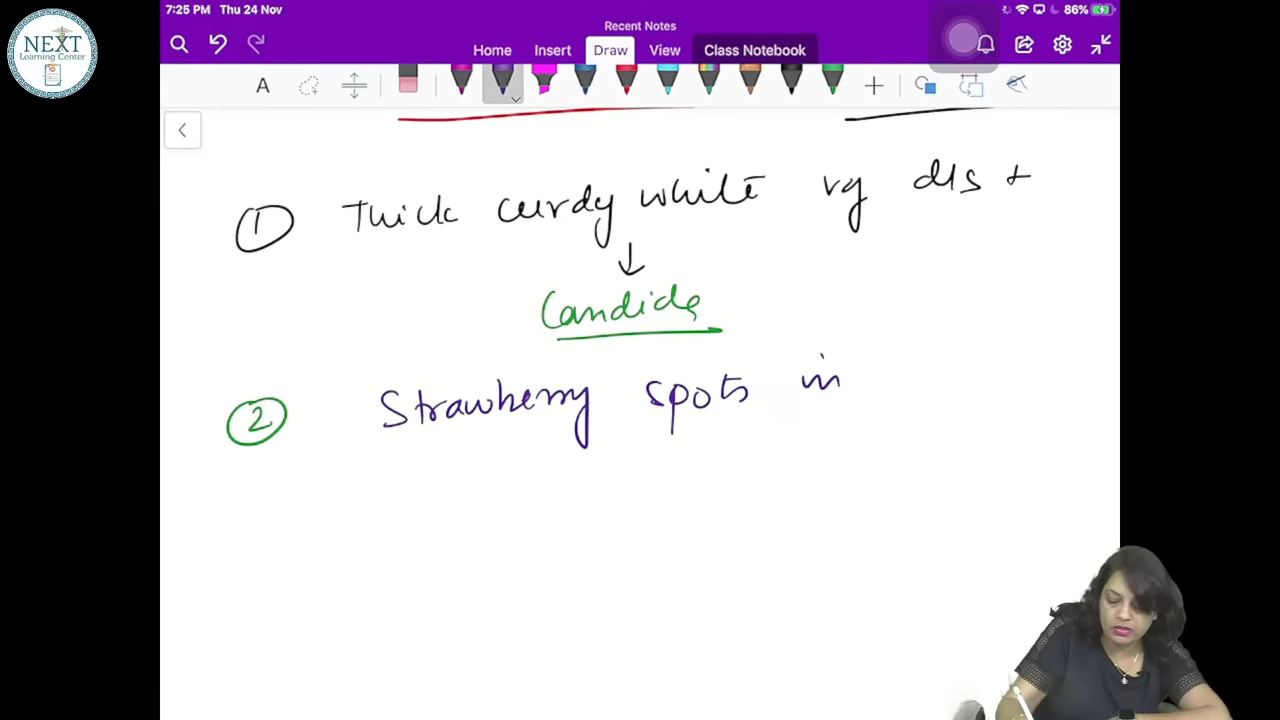 7:25 PM Thu 24 Nov
86%
Recent Notes
Home Insert Draw View Class Notebook
NEXT
Learning Center
A
① Thick curdy white vg dis +
↓
Candida
② Strawberry spots in